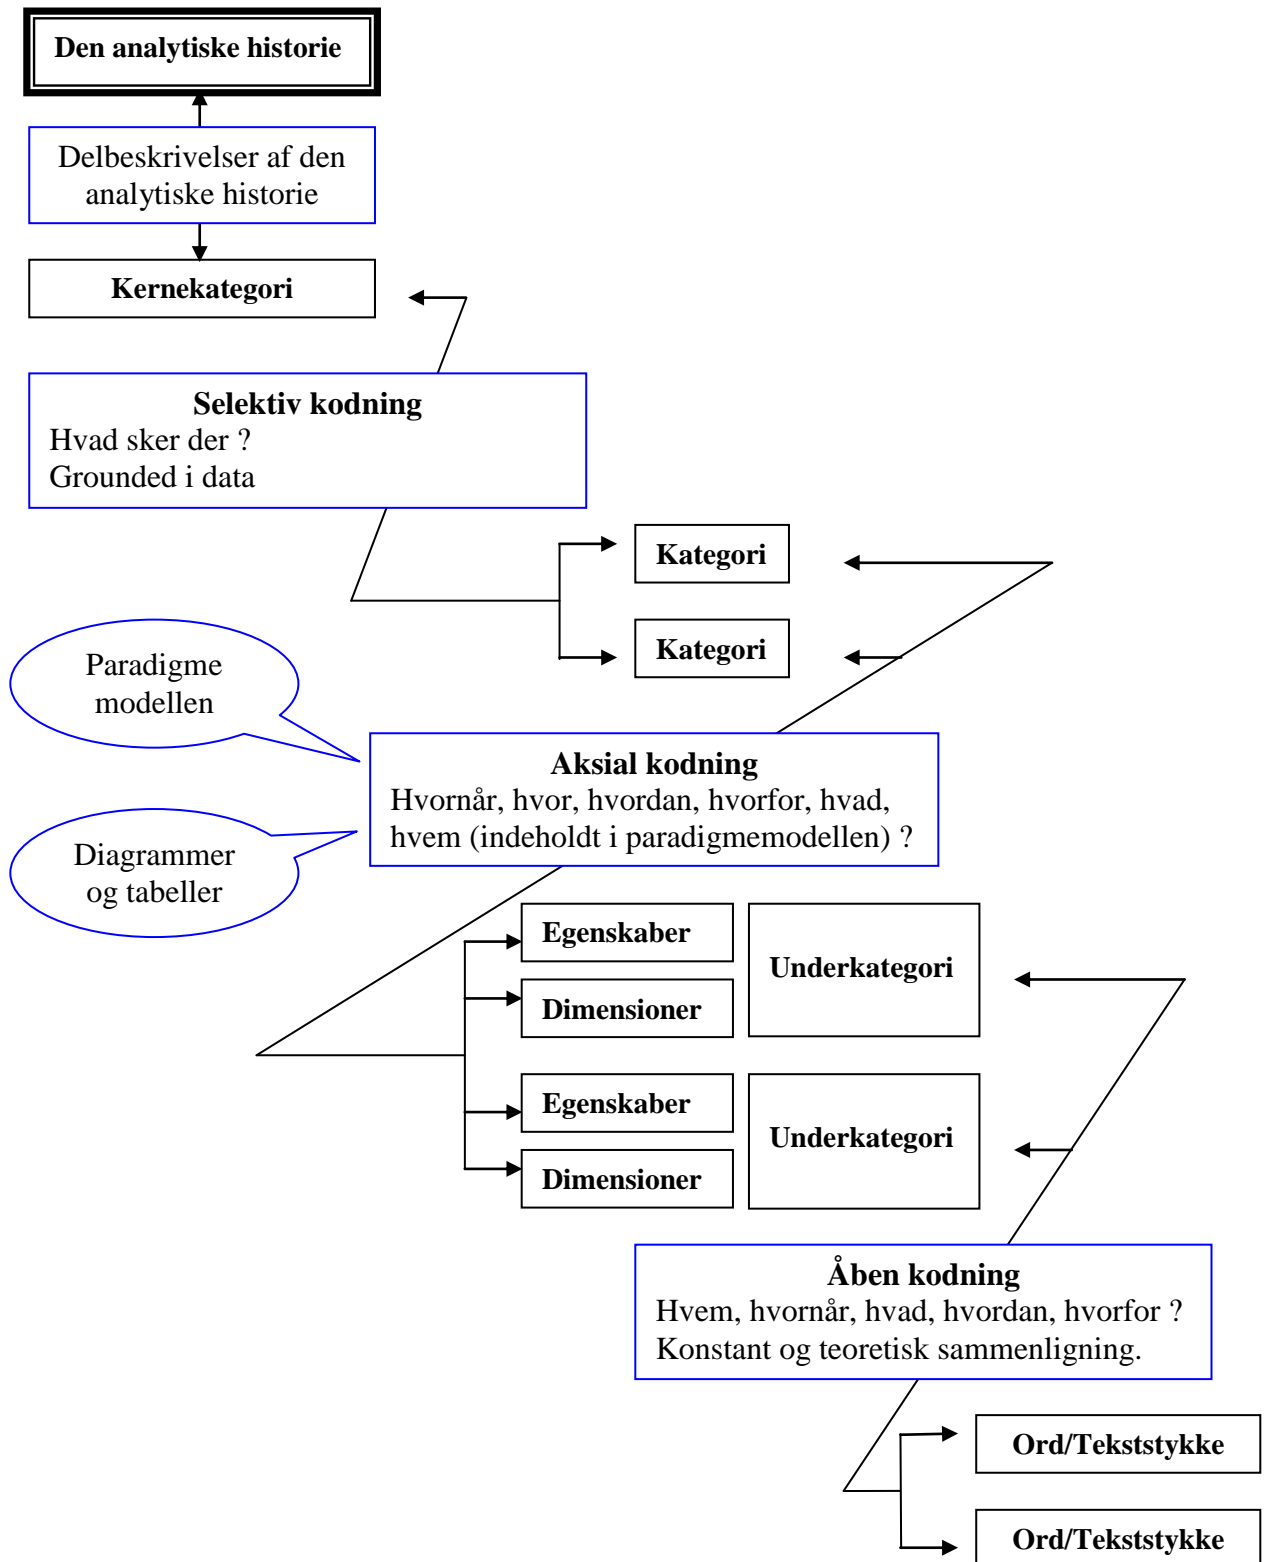 Den analytiske historie
Delbeskrivelser af den
analytiske historie
Kernekategori
Selektiv kodning
Hvad sker der ?
Grounded i data
Kategori
Kategori
Paradigme
modellen
Aksial kodning
Hvornår, hvor, hvordan, hvorfor, hvad,
hvem (indeholdt i paradigmemodellen) ?
Diagrammer
og tabeller
Egenskaber
Underkategori
Dimensioner
Egenskaber
Underkategori
Dimensioner
Åben kodning
Hvem, hvornår, hvad, hvordan, hvorfor ?
Konstant og teoretisk sammenligning.
Ord/Tekststykke
Ord/Tekststykke